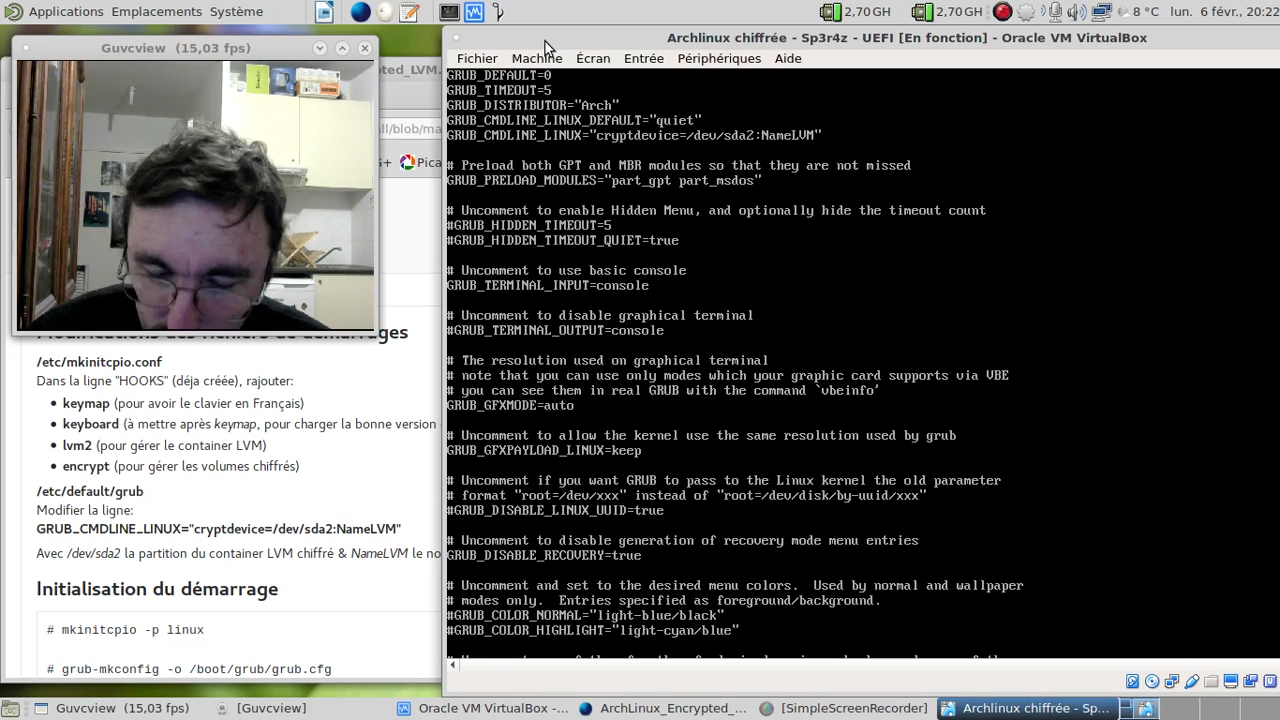 Applications Emplacements Système
2,70 GH 2,70 GH °C lun. 6 févr., 20:22
Guvcview (15,03 fps)
pted_LVM.
all/blob/ma
G+ Pica
Archlinux chiffrée - Sp3r4z - UEFI [En fonction] - Oracle VM VirtualBox
Fichier Machine Écran Entrée Périphériques Aide
GRUB_DEFAULT=0
GRUB_TIMEOUT=5
GRUB_DISTRIBUTOR="Arch"
GRUB_CMDLINE_LINUX_DEFAULT="quiet"
GRUB_CMDLINE_LINUX="cryptdevice=/dev/sda2:NameLVM"
# Preload both GPT and MBR modules so that they are not missed
GRUB_PRELOAD_MODULES="part_gpt part_msdos"
# Uncomment to enable Hidden Menu, and optionally hide the timeout count
#GRUB_HIDDEN_TIMEOUT=5
#GRUB_HIDDEN_TIMEOUT_QUIET=true
# Uncomment to use basic console
GRUB_TERMINAL_INPUT=console
# Uncomment to disable graphical terminal
#GRUB_TERMINAL_OUTPUT=console
# The resolution used on graphical terminal
# note that you can use only modes which your graphic card supports via VBE
# you can see them in real GRUB with the command `vbeinfo'
GRUB_GFXMODE=auto
# Uncomment to allow the kernel use the same resolution used by grub
GRUB_GFXPAYLOAD_LINUX=keep
# Uncomment if you want GRUB to pass to the Linux kernel the old parameter
# format "root=/dev/xxx" instead of "root=/dev/disk/by-uuid/xxx"
#GRUB_DISABLE_LINUX_UUID=true
# Uncomment to disable generation of recovery mode menu entries
GRUB_DISABLE_RECOVERY=true
# Uncomment and set to the desired menu colors.  Used by normal and wallpaper
# modes only.  Entries specified as foreground/background.
#GRUB_COLOR_NORMAL="light-blue/black"
#GRUB_COLOR_HIGHLIGHT="light-cyan/blue"
Modifications des fichiers de démarrages
/etc/mkinitcpio.conf
Dans la ligne "HOOKS" (déja créée), rajouter:
keymap (pour avoir le clavier en Français)
keyboard (à mettre après keymap, pour charger la bonne version
lvm2 (pour gérer le container LVM)
encrypt (pour gérer les volumes chiffrés)
/etc/default/grub
Modifier la ligne:
GRUB_CMDLINE_LINUX="cryptdevice=/dev/sda2:NameLVM"
Avec /dev/sda2 la partition du container LVM chiffré & NameLVM le no
Initialisation du démarrage
# mkinitcpio -p linux
# grub-mkconfig -o /boot/grub/grub.cfg
Guvcview (15,03 fps) [Guvcview] Oracle VM VirtualBox -... ArchLinux_Encrypted_... [SimpleScreenRecorder] Archlinux chiffrée - Sp...